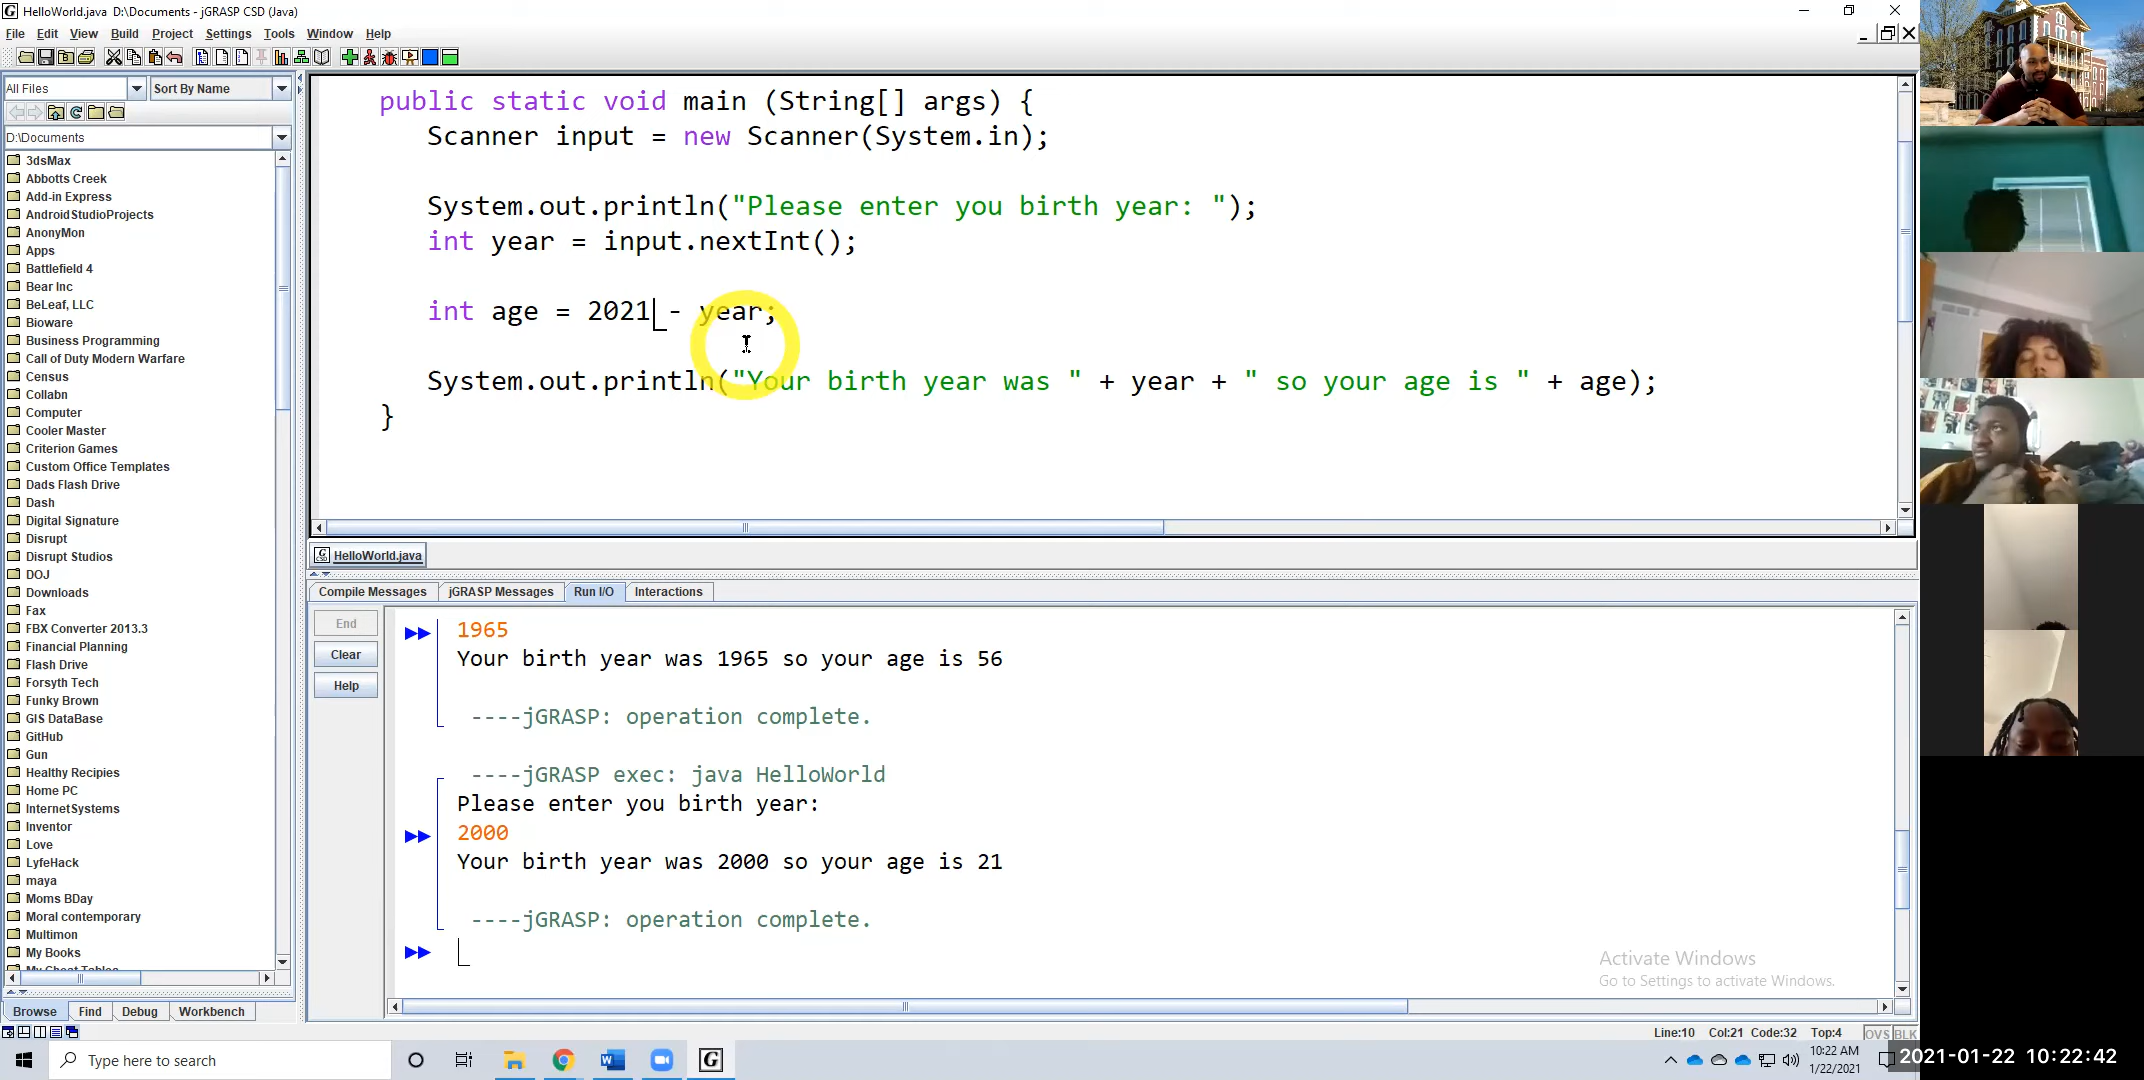 HelloWorld.java D:\Documents - jGRASP CSD (Java)
File Edit View Build Project Settings Tools Window Help
All Files Sort By Name
D:\Documents
3dsMax
Abbotts Creek
Add-in Express
AndroidStudioProjects
AnonyMon
Apps
Battlefield 4
Bear Inc
BeLeaf, LLC
Bioware
Business Programming
Call of Duty Modern Warfare
Census
Collabn
Computer
Cooler Master
Criterion Games
Custom Office Templates
Dads Flash Drive
Dash
Digital Signature
Disrupt
Disrupt Studios
DOJ
Downloads
Fax
FBX Converter 2013.3
Financial Planning
Flash Drive
Forsyth Tech
Funky Brown
GIS DataBase
GitHub
Gun
Healthy Recipies
Home PC
InternetSystems
Inventor
Love
LyfeHack
maya
Moms BDay
Moral contemporary
Multimon
My Books
Browse Find Debug Workbench
public static void main (String[] args) {
Scanner input = new Scanner(System.in);
System.out.println("Please enter you birth year: ");
int year = input.nextInt();
int age = 2021 - year;
System.out.println("Your birth year was " + year + " so your age is " + age);
}
HelloWorld.java
Compile Messages jGRASP Messages Run I/O Interactions
End
Clear
Help
1965
Your birth year was 1965 so your age is 56
----jGRASP: operation complete.
----jGRASP exec: java HelloWorld
Please enter you birth year:
2000
Your birth year was 2000 so your age is 21
----jGRASP: operation complete.
Activate Windows
Go to Settings to activate Windows.
Line:10 Col:21 Code:32 Top:4 OVS BLK
Type here to search
10:22 AM
1/22/2021
2021-01-22 10:22:42